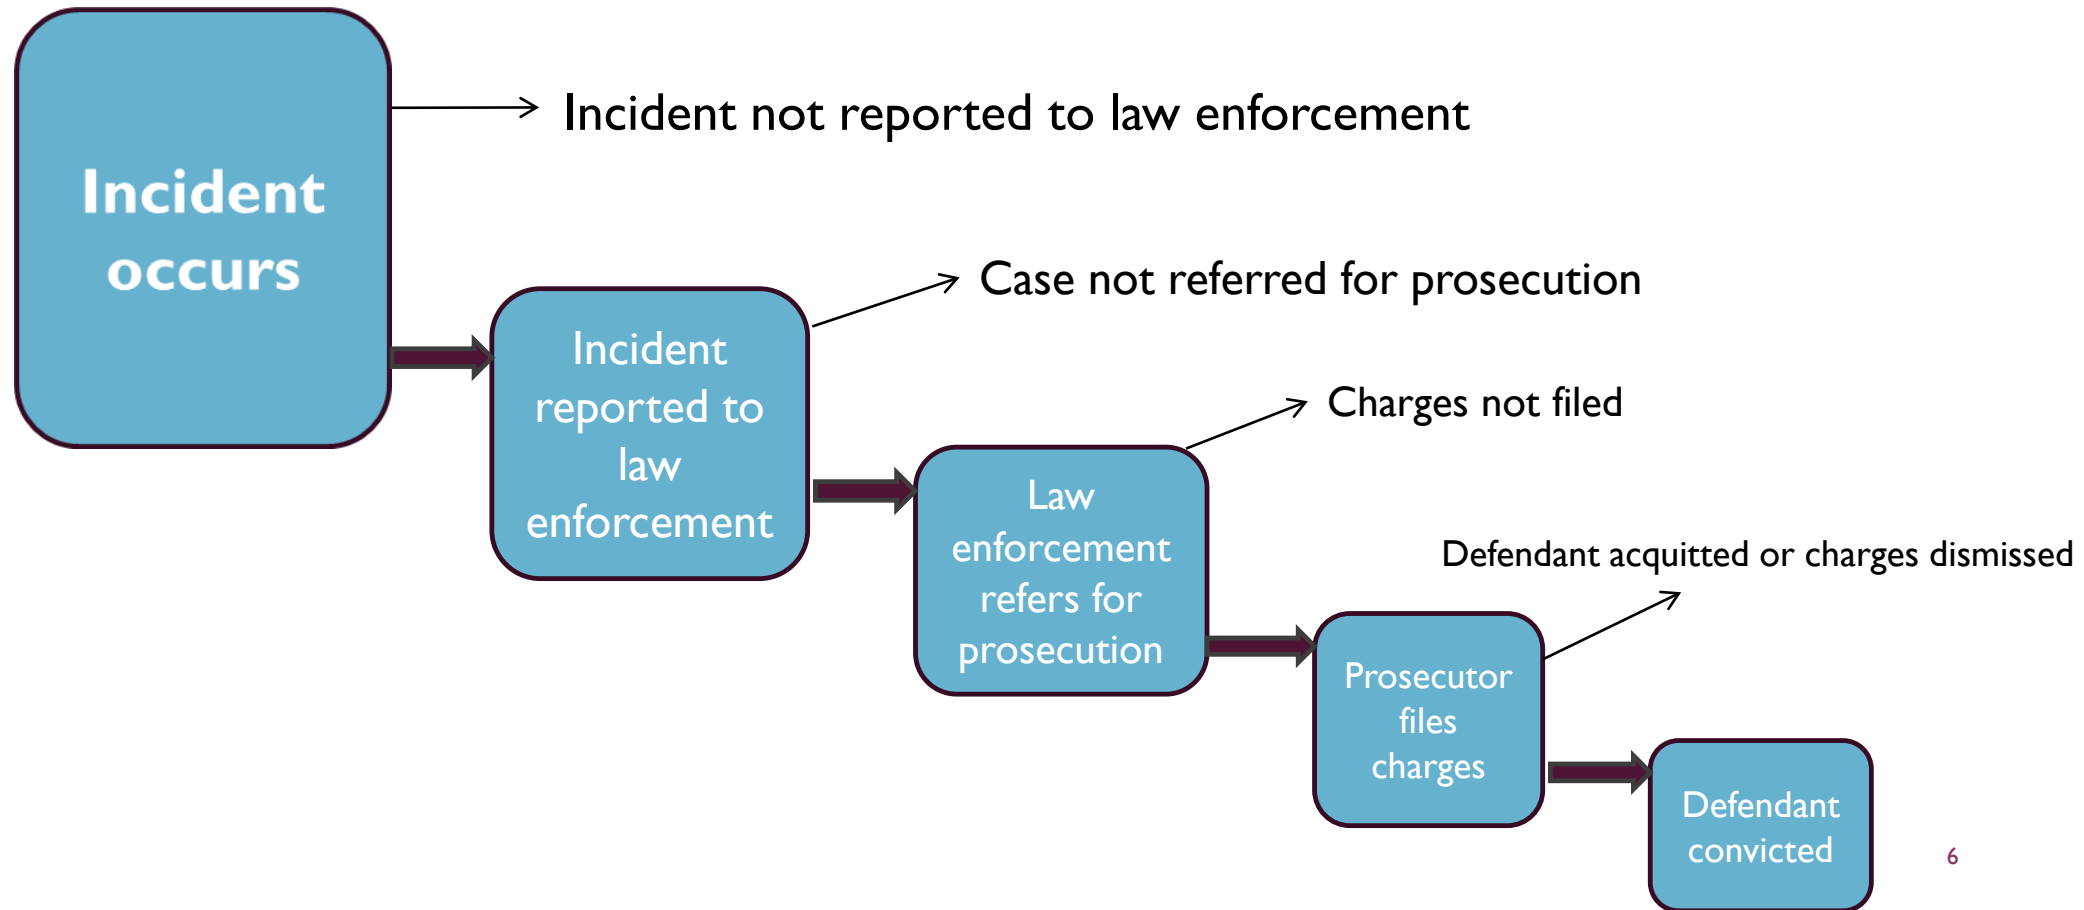 Incident
occurs
Incident not reported to law enforcement
Incident
reported to
law
enforcement
Case not referred for prosecution
Law
enforcement
refers for
prosecution
Charges not filed
Prosecutor
files
charges
Defendant acquitted or charges dismissed
Defendant
convicted
6